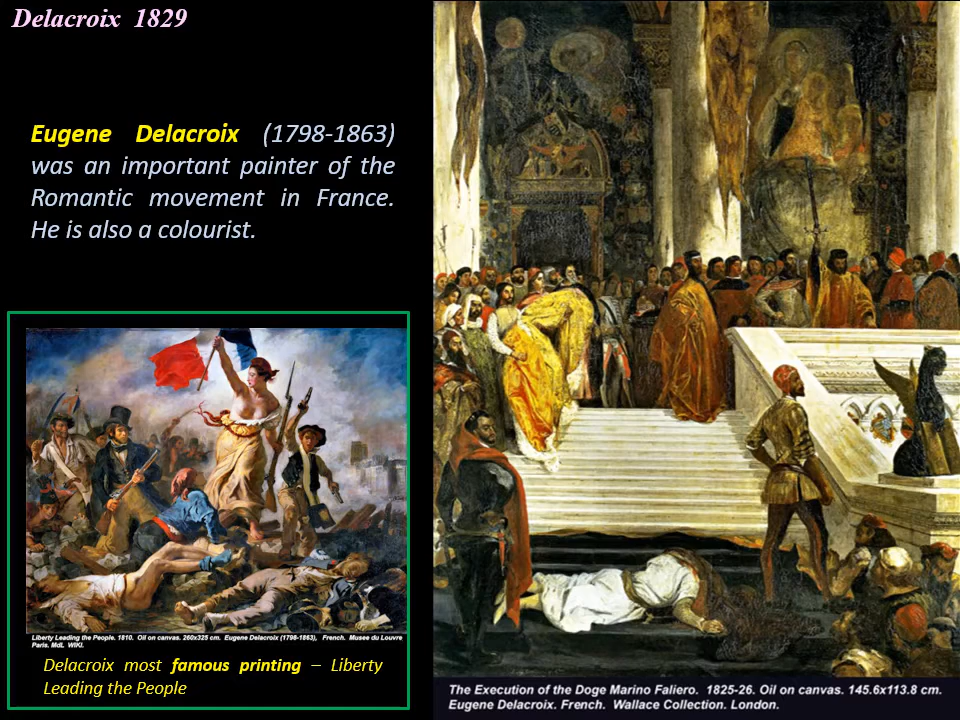 Delacroix 1829
Eugene Delacroix (1798-1863)
was an important painter of the
Romantic movement in France.
He is also a colourist.
Liberty Leading the People. 1810. Oil on canvas. 260x325 cm. Eugene Delacroix (1798-1863), French. Musee du Louvre
Paris. MdL WIKI.
Delacroix most famous printing – Liberty
Leading the People
The Execution of the Doge Marino Faliero. 1825-26. Oil on canvas. 145.6x113.8 cm.
Eugene Delacroix. French. Wallace Collection. London.